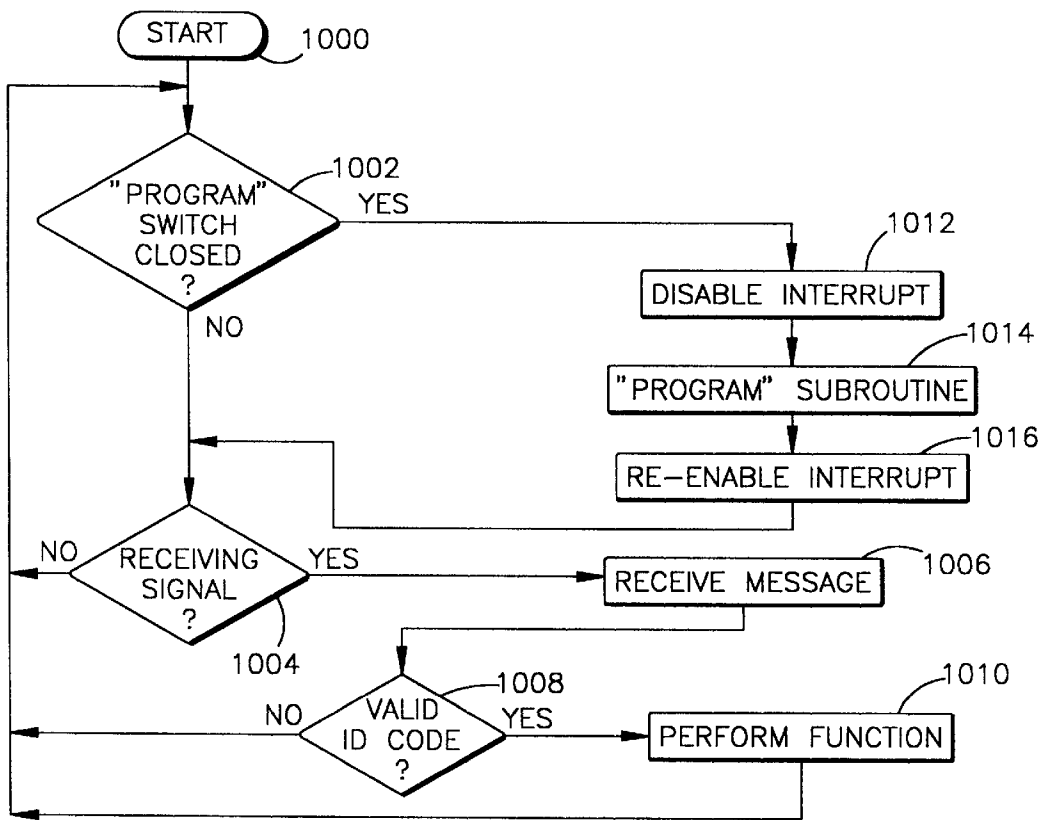 START
1000
1002
"PROGRAM"
SWITCH
CLOSED
?
YES
NO
1012
DISABLE INTERRUPT
1014
"PROGRAM" SUBROUTINE
1016
RE-ENABLE INTERRUPT
NO
RECEIVING
SIGNAL
?
YES
1004
1006
RECEIVE MESSAGE
1008
NO
VALID
ID CODE
?
YES
1010
PERFORM FUNCTION